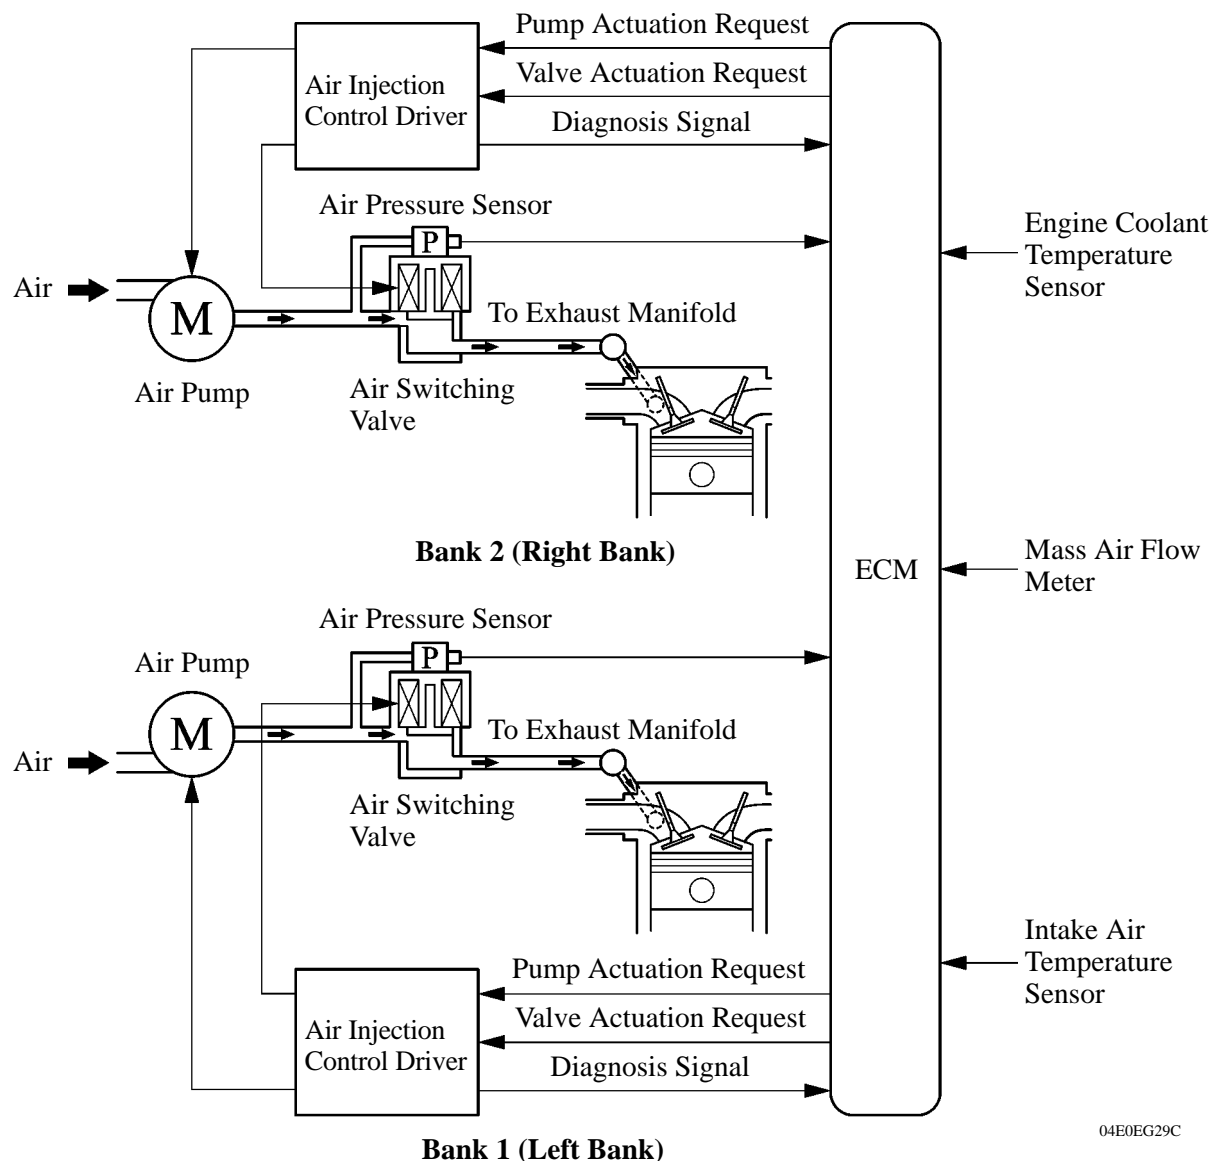 Pump Actuation Request
Valve Actuation Request
Diagnosis Signal
Air Injection
Control Driver
Air Pressure Sensor
P
Engine Coolant
Temperature
Sensor
Air
M
To Exhaust Manifold
Air Pump
Air Switching
Valve
Bank 2 (Right Bank)
ECM
Mass Air Flow
Meter
Air Pressure Sensor
P
Air Pump
M
Air
To Exhaust Manifold
Air Switching
Valve
Intake Air
Temperature
Sensor
Pump Actuation Request
Valve Actuation Request
Diagnosis Signal
Air Injection
Control Driver
Bank 1 (Left Bank)
04E0EG29C